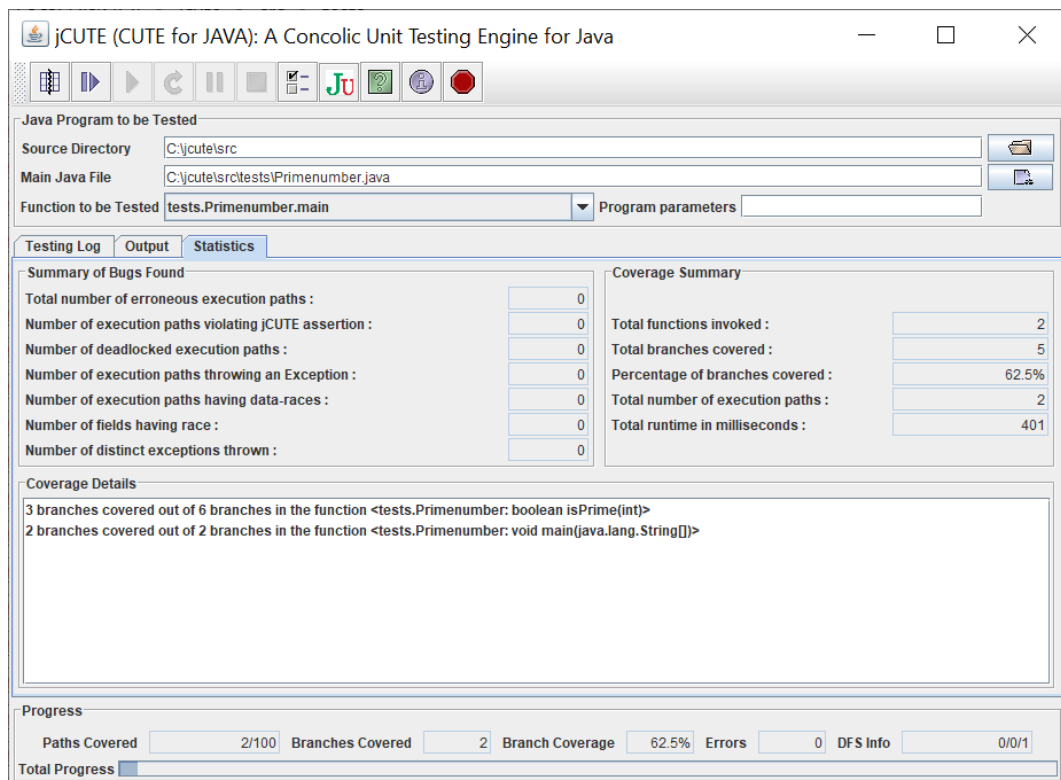 jCUTE (CUTE for JAVA): A Concolic Unit Testing Engine for Java
JU
Java Program to be Tested
Source Directory C:\jcute\src
Main Java File C:\jcute\src\tests\Primenumber.java
Function to be Tested tests.Primenumber.main Program parameters
Testing Log Output Statistics
Summary of Bugs Found
Total number of erroneous execution paths : 0
Number of execution paths violating jCUTE assertion : 0
Number of deadlocked execution paths : 0
Number of execution paths throwing an Exception : 0
Number of execution paths having data-races : 0
Number of fields having race : 0
Number of distinct exceptions thrown : 0
Coverage Summary
Total functions invoked : 2
Total branches covered : 5
Percentage of branches covered : 62.5%
Total number of execution paths : 2
Total runtime in milliseconds : 401
Coverage Details
3 branches covered out of 6 branches in the function <tests.Primenumber: boolean isPrime(int)>
2 branches covered out of 2 branches in the function <tests.Primenumber: void main(java.lang.String[])>
Progress
Paths Covered 2/100 Branches Covered 2 Branch Coverage 62.5% Errors 0 DFS Info 0/0/1
Total Progress